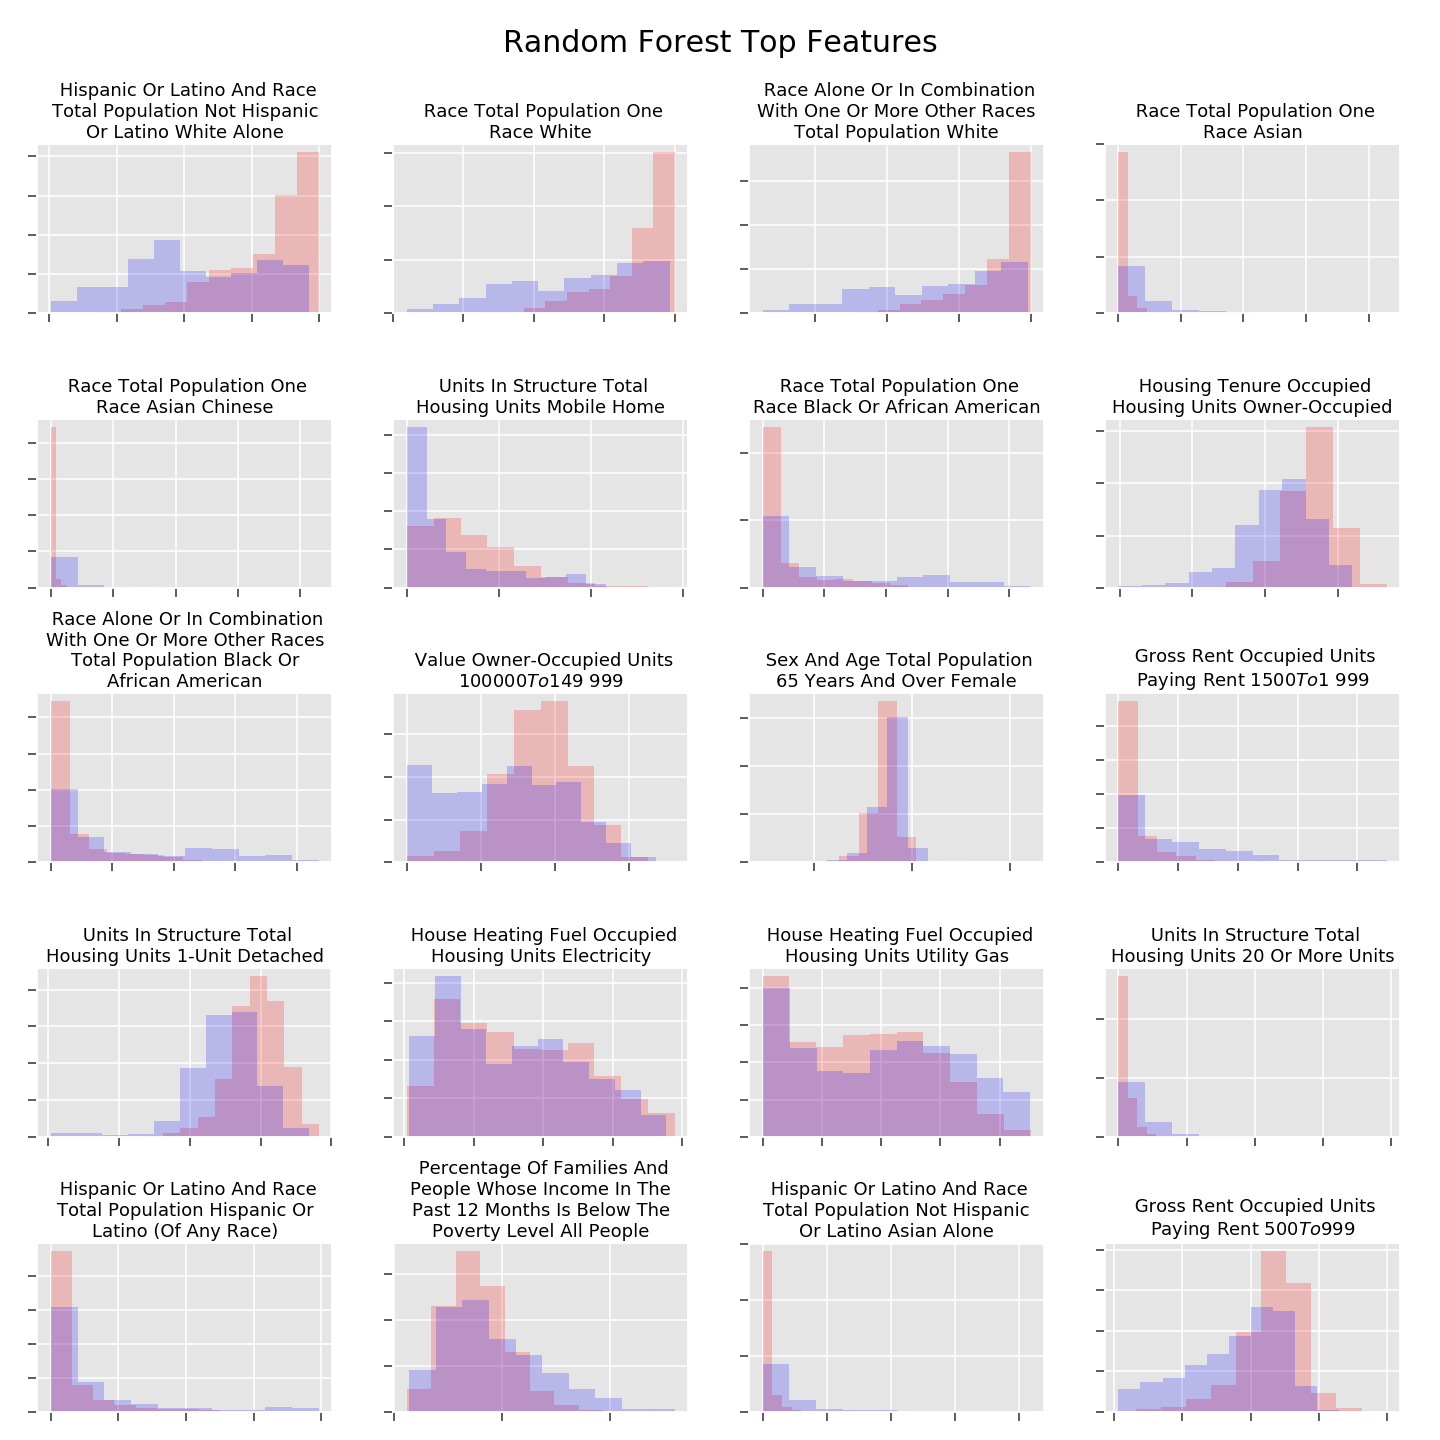 Random Forest Top Features
Hispanic Or Latino And Race
Total Population Not Hispanic
Or Latino White Alone
Race Total Population One
Race White
Race Alone Or In Combination
With One Or More Other Races
Total Population White
Race Total Population One
Race Asian
Race Total Population One
Race Asian Chinese
Units In Structure Total
Housing Units Mobile Home
Race Total Population One
Race Black Or African American
Housing Tenure Occupied
Housing Units Owner-Occupied
Race Alone Or In Combination
With One Or More Other Races
Total Population Black Or
African American
Value Owner-Occupied Units
100000To149 999
Sex And Age Total Population
65 Years And Over Female
Gross Rent Occupied Units
Paying Rent 1500To1 999
Units In Structure Total
Housing Units 1-Unit Detached
House Heating Fuel Occupied
Housing Units Electricity
House Heating Fuel Occupied
Housing Units Utility Gas
Units In Structure Total
Housing Units 20 Or More Units
Hispanic Or Latino And Race
Total Population Hispanic Or
Latino (Of Any Race)
Percentage Of Families And
People Whose Income In The
Past 12 Months Is Below The
Poverty Level All People
Hispanic Or Latino And Race
Total Population Not Hispanic
Or Latino Asian Alone
Gross Rent Occupied Units
Paying Rent 500To999